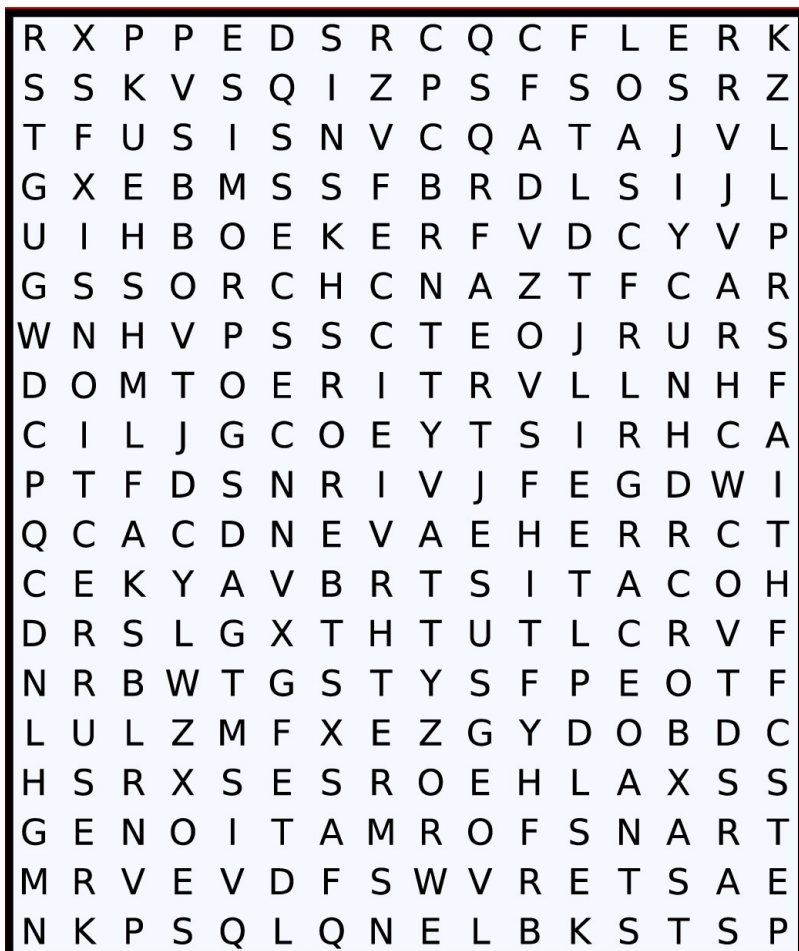 R X P P E D S R C Q C F L E R K
S S K V S Q I Z P S F S O S R Z
T F U S I S N V C Q A T A J V L
G X E B M S S F B R D L S I J L
U I H B O E K E R F V D C Y V P
G S S O R C H C N A Z T F C A R
W N H V P S S C T E O J R U R S
D O M T O E R I T R V L L N H F
C I L J G C O E Y T S I R H C A
P T F D S N R I V J F E G D W I
Q C A C D N E V A E H E R R C T
C E K Y A V B R T S I T A C O H
D R S L G X T H T U T L C R V F
N R B W T G S T Y S F P E O T F
L U L Z M F X E Z G Y D O B D C
H S R X S E S R O E H L A X S S
G E N O I T A M R O F S N A R T
M R V E V D F S W V R E T S A E
N K P S Q L Q N E L B K S T S P